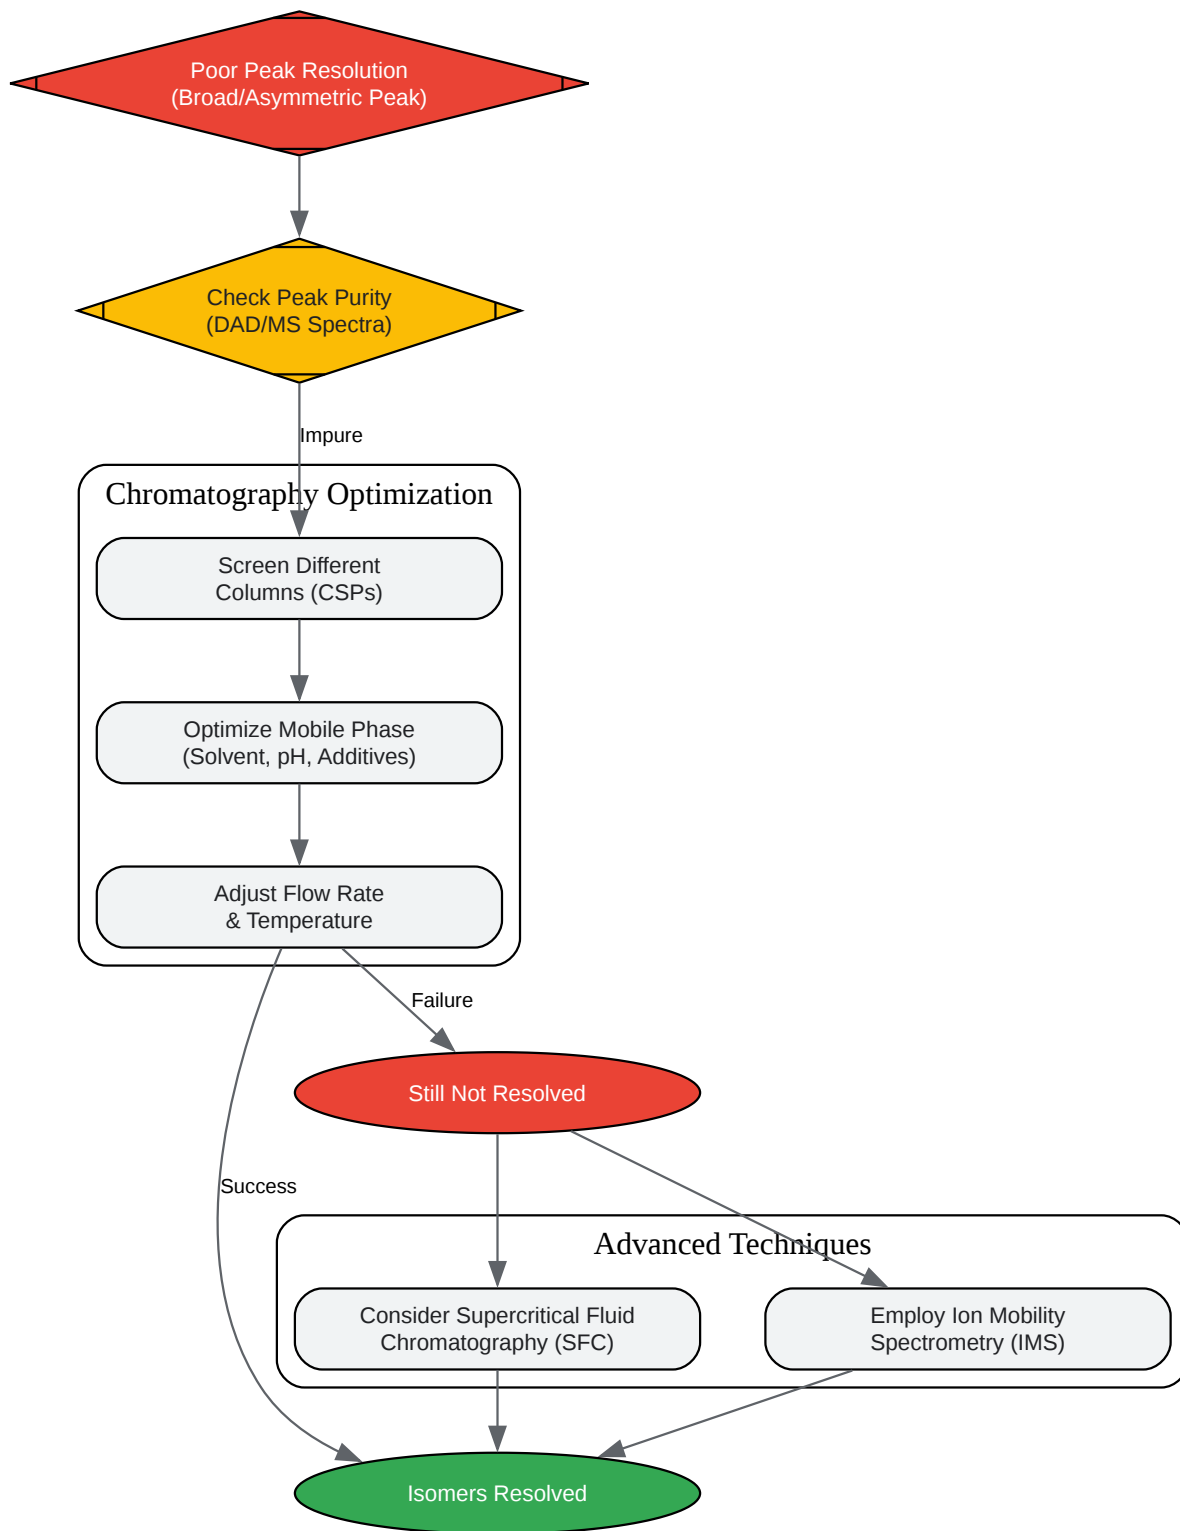 Poor Peak Resolution
(Broad/Asymmetric Peak)
Check Peak Purity
(DAD/MS Spectra)
Impure
Chromatography Optimization
Screen Different
Columns (CSPs)
Optimize Mobile Phase
(Solvent, pH, Additives)
Adjust Flow Rate
& Temperature
Failure
Still Not Resolved
Success
Advanced Techniques
Consider Supercritical Fluid
Chromatography (SFC)
Employ Ion Mobility
Spectrometry (IMS)
Isomers Resolved